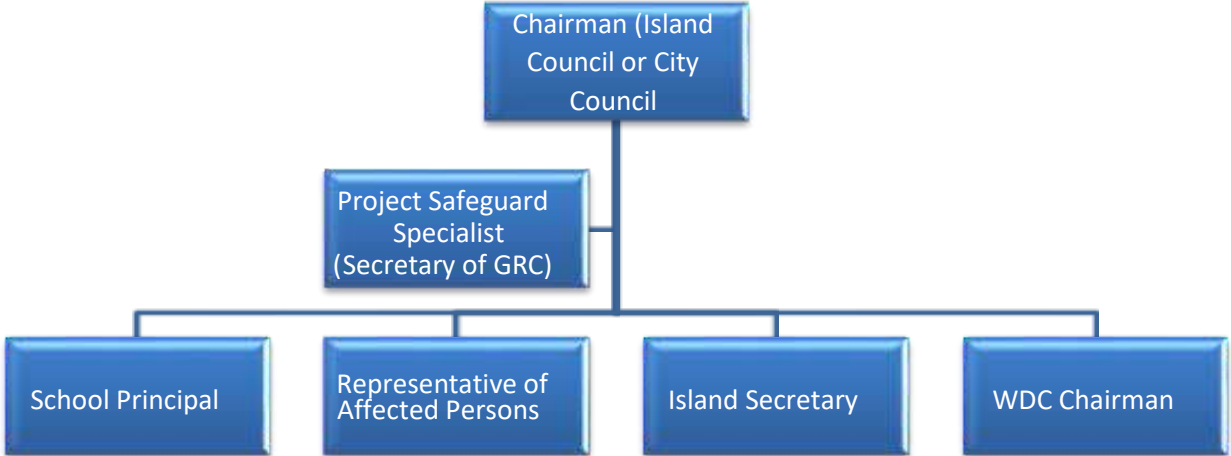 Chairman (Island
Council or City
Council
Project Safeguard
Specialist
(Secretary of GRC)
School Principal
Representative of
Affected Persons
Island Secretary
WDC Chairman